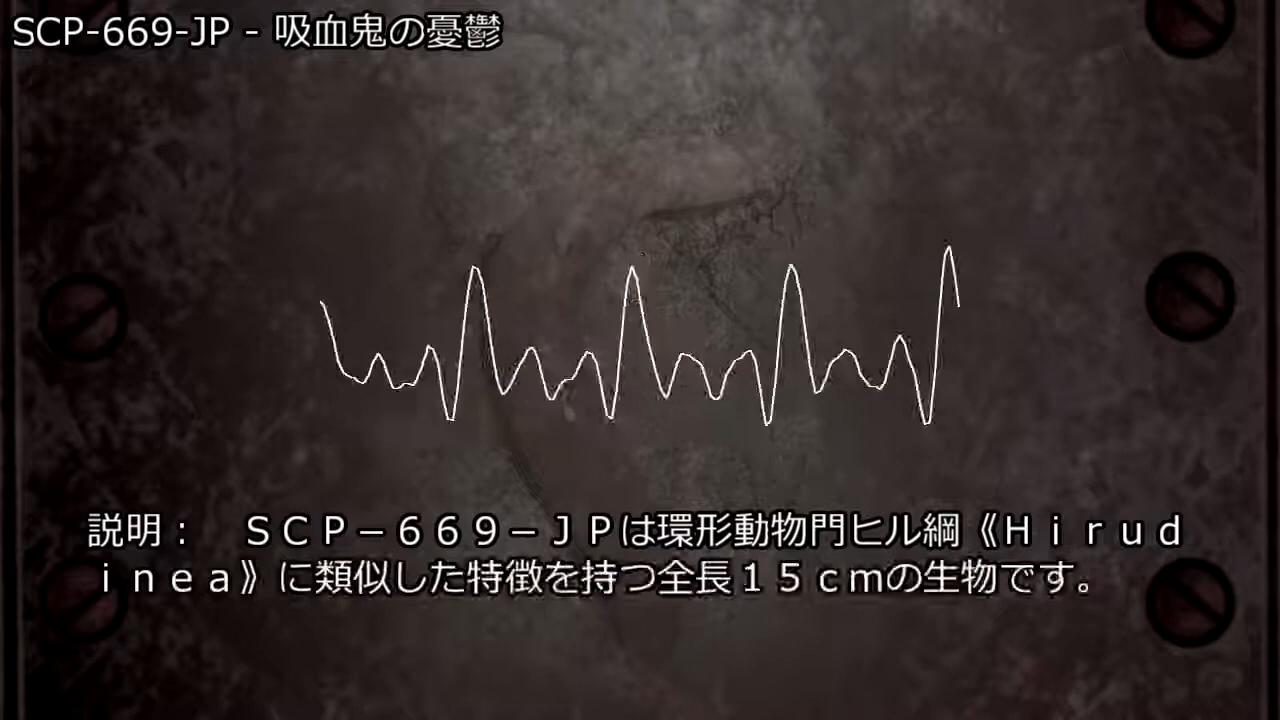 SCP-669-JP - 吸血鬼の憂鬱
説明：　ＳＣＰ－６６９－ＪＰは環形動物門ヒル綱《Ｈｉｒｕｄ
ｉｎｅａ》に類似した特徴を持つ全長１５ｃｍの生物です。